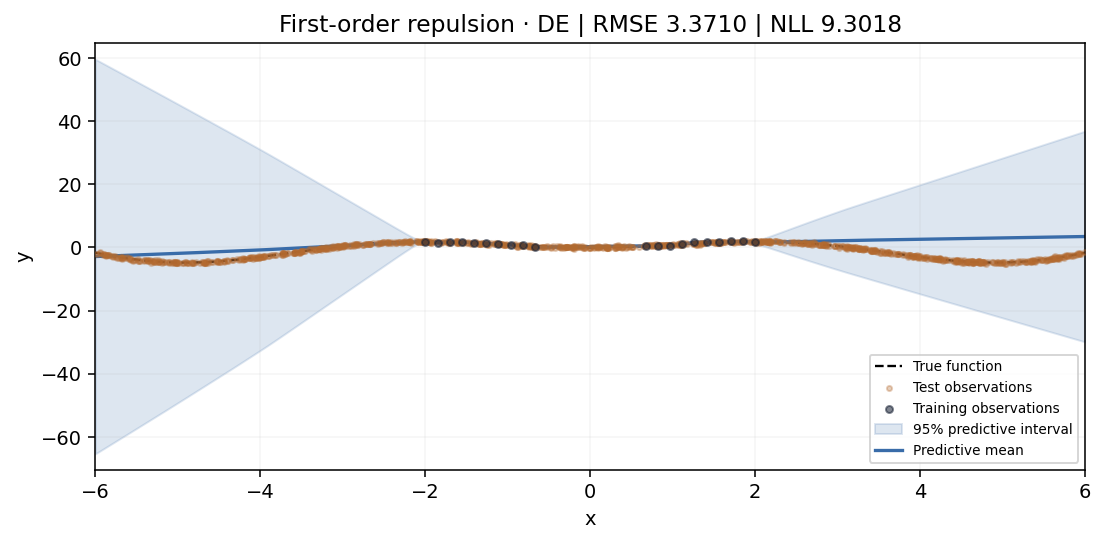 First-order repulsion · DE | RMSE 3.3710 | NLL 9.3018
60
40
20
0
−20
−40
−60
y
−6
−4
−2
0
2
4
6
x
True function
Test observations
Training observations
95% predictive interval
Predictive mean